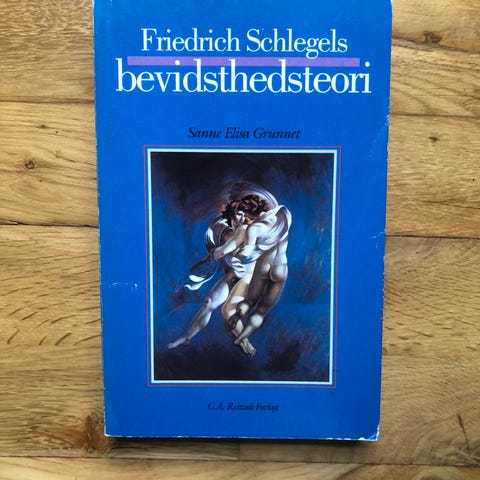 Friedrich Schlegels
bevidsthedsteori
Sanne Elisa Grunnet
C.A. Reitzels Forlag